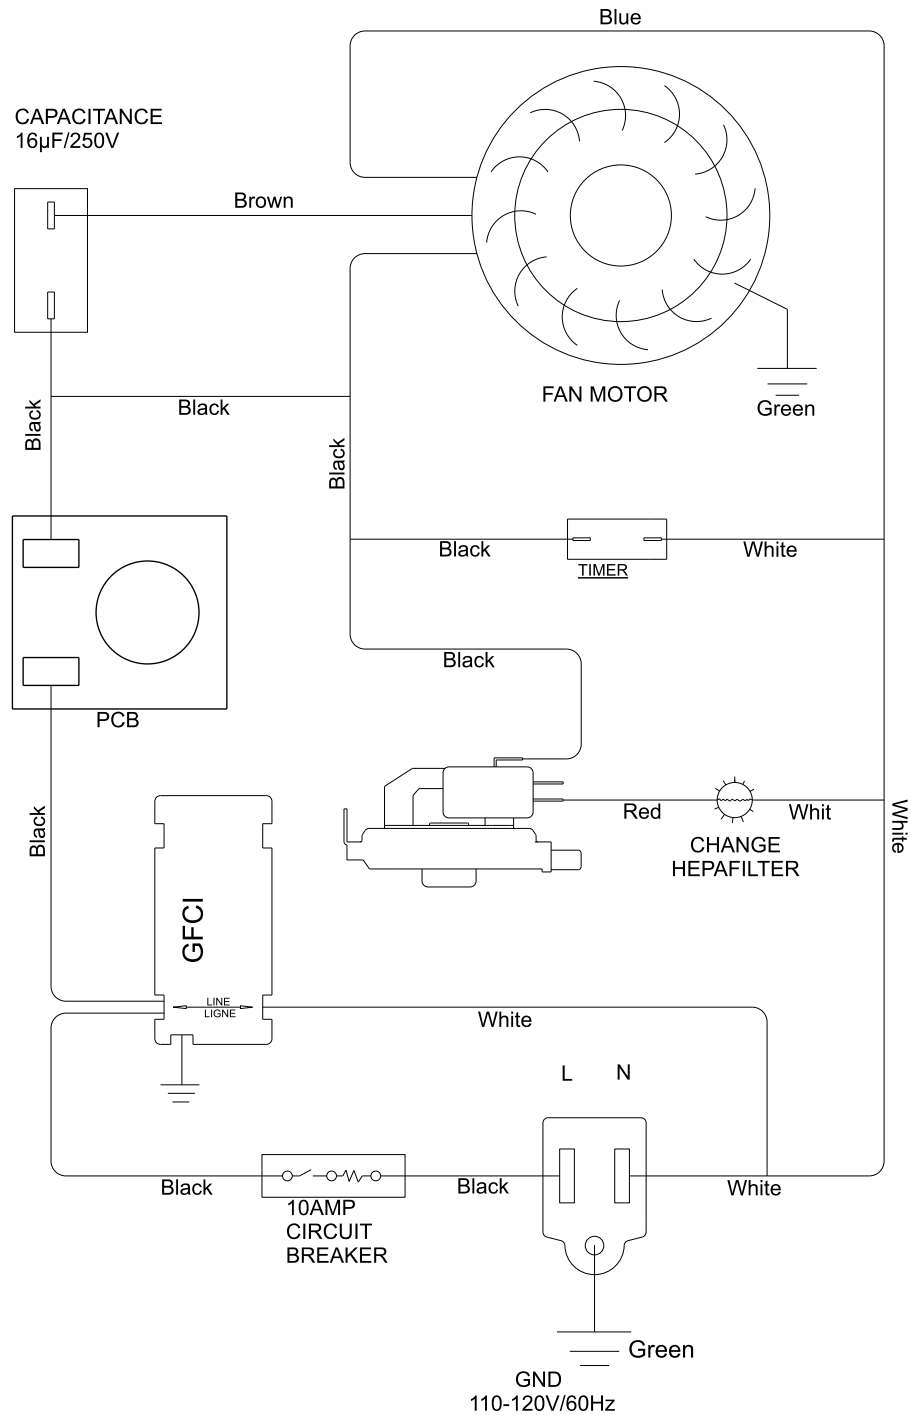 Blue
CAPACITANCE
16µF/250V
Brown
FAN MOTOR
Green
Black
Black
Black
Black
TIMER
White
Black
PCB
Black
Red
Whit
White
CHANGE
HEPAFILTER
GFCI
LINE
LIGNE
White
L N
Black
10AMP
CIRCUIT
BREAKER
Black
White
Green
GND
110-120V/60Hz